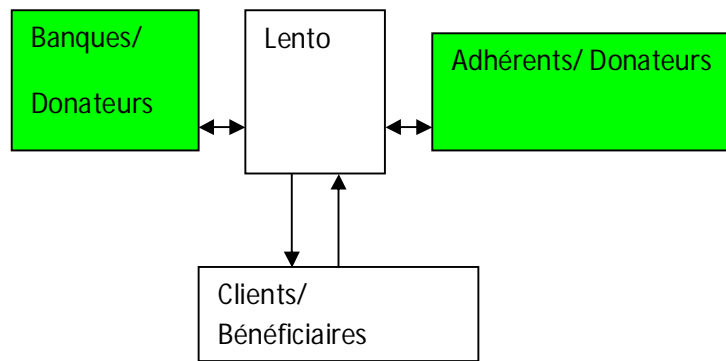 Banques/
Donateurs
Lento
Adhérents/ Donateurs
Clients/
Bénéficiaires